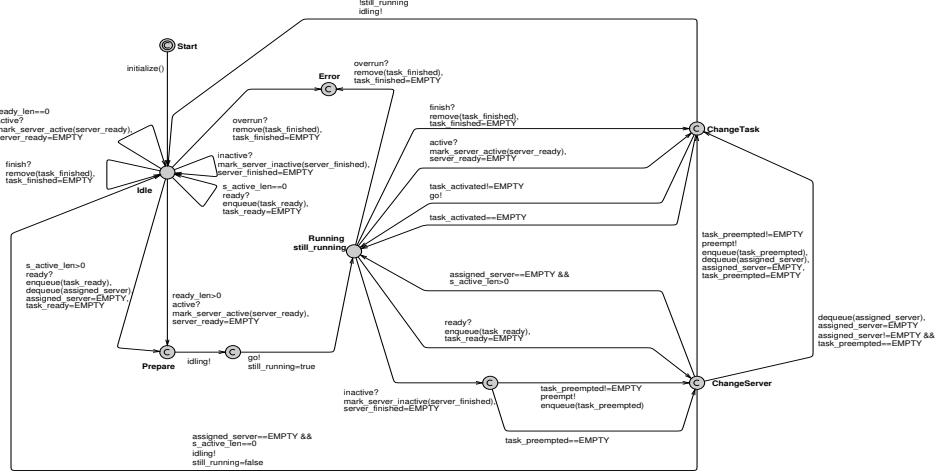 !still_running
idling!
Start
initialize()
Error
overrun?
remove(task_finished),
task_finished=EMPTY
eady_len==0
active?
mark_server_active(server_ready),
server_ready=EMPTY
overrun?
remove(task_finished),
task_finished=EMPTY
finish?
remove(task_finished),
task_finished=EMPTY
C
ChangeTask
active?
mark_server_active(server_ready),
server_ready=EMPTY
finish?
remove(task_finished),
task_finished=EMPTY
inactive?
mark_server_inactive(server_finished),
server_finished=EMPTY
Idle
s_active_len==0
ready?
enqueue(task_ready),
task_ready=EMPTY
task_activated!=EMPTY
go!
task_activated==EMPTY
Running
still_running
task_preempted!=EMPTY
preempt!
enqueue(task_preempted),
dequeue(assigned_server),
assigned_server=EMPTY,
task_preempted=EMPTY
s_active_len>0
ready?
enqueue(task_ready),
dequeue(assigned_server),
assigned_server=EMPTY,
task_ready=EMPTY
assigned_server==EMPTY &&
s_active_len>0
ready_len>0
active?
mark_server_active(server_ready),
server_ready=EMPTY
ready?
enqueue(task_ready),
task_ready=EMPTY
dequeue(assigned_server),
assigned_server=EMPTY
assigned_server!=EMPTY &&
task_preempted==EMPTY
C
Prepare
idling!
C
go!
still_running=true
inactive?
mark_server_inactive(server_finished),
server_finished=EMPTY
C
task_preempted!=EMPTY
preempt!
enqueue(task_preempted)
C
ChangeServer
task_preempted==EMPTY
assigned_server==EMPTY &&
s_active_len==0
idling!
still_running=false